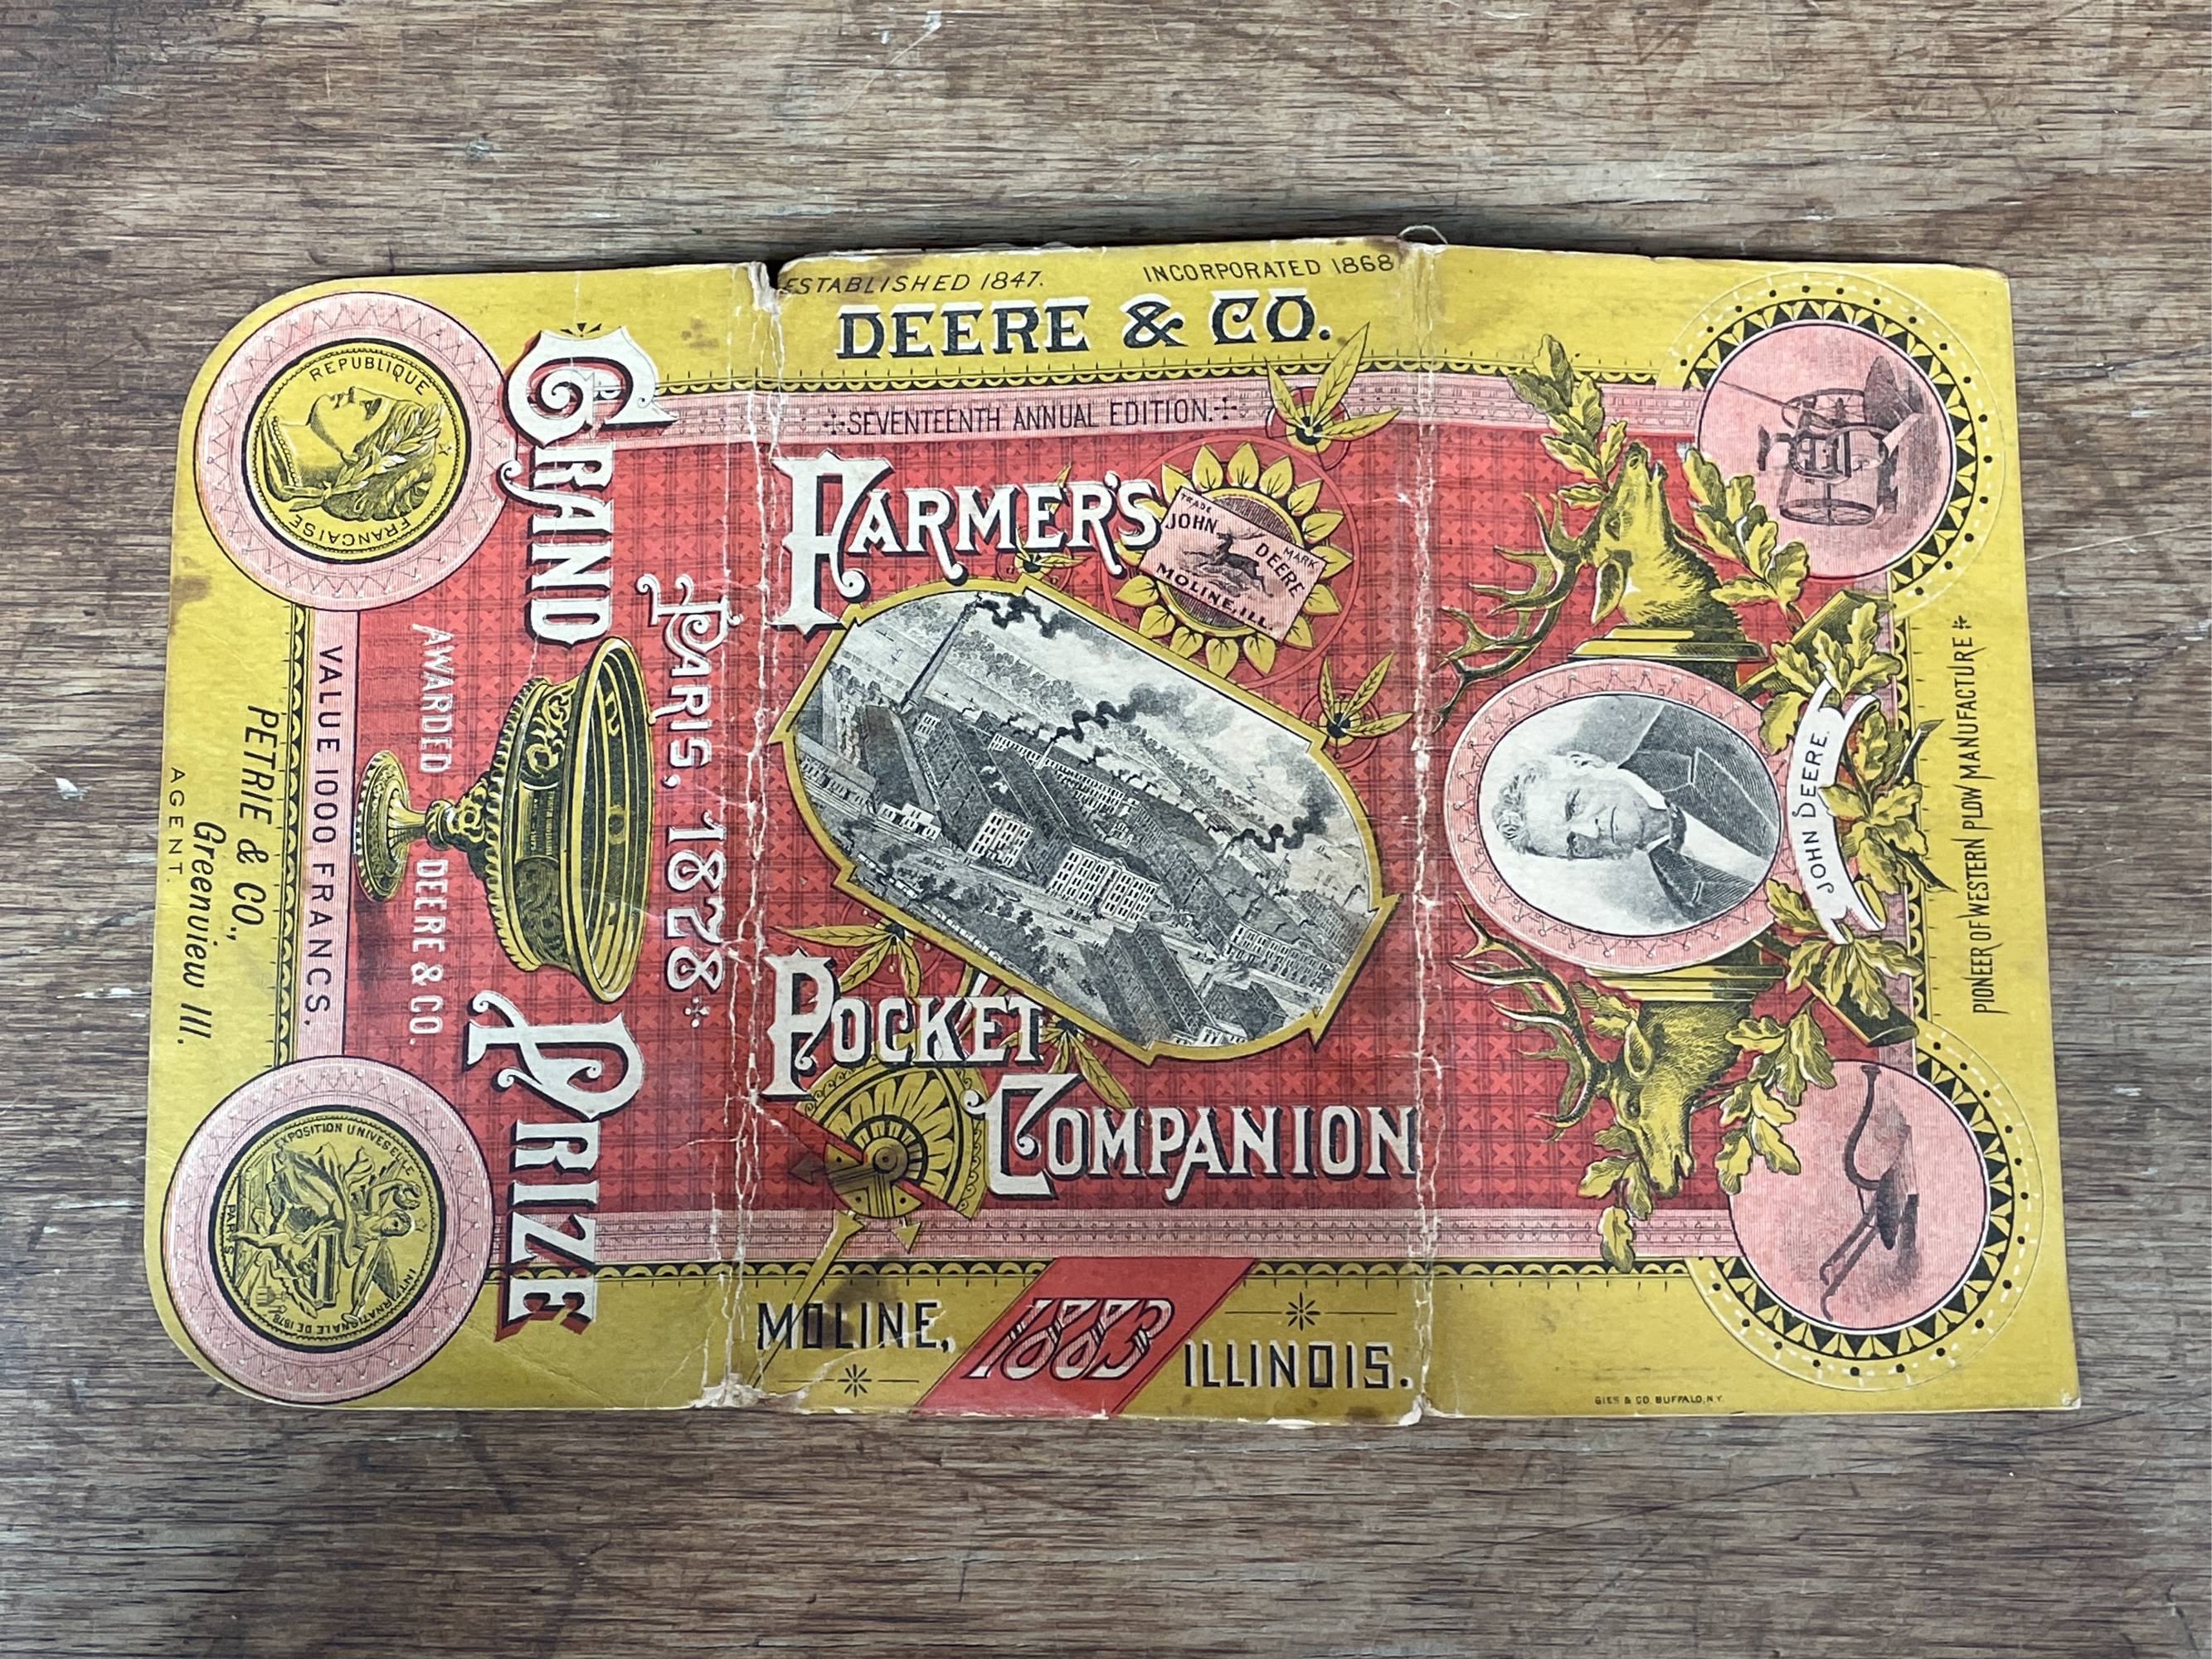 ESTABLISHED 1847.
INCORPORATED 1868
DEERE & CO.
SEVENTEENTH ANNUAL EDITION.
FARMER'S
TRADE MARK
JOHN DEERE
MOLINE, ILL.
POCKET
COMPANION
MOLINE,
1883
ILLINOIS.
GRAND PRIZE
PARIS, 1878
AWARDED DEERE & CO.
VALUE 1000 FRANCS.
PETRIE & CO.,
Greenview Ill.
AGENT.
REPUBLIQUE
FRANCAISE
EXPOSITION UNIVESELLE
INTERNATIONALE DE 1878
PARIS
JOHN DEERE.
PIONEER OF WESTERN PLOW MANUFACTURE
GIES & CO. BUFFALO, N.Y.